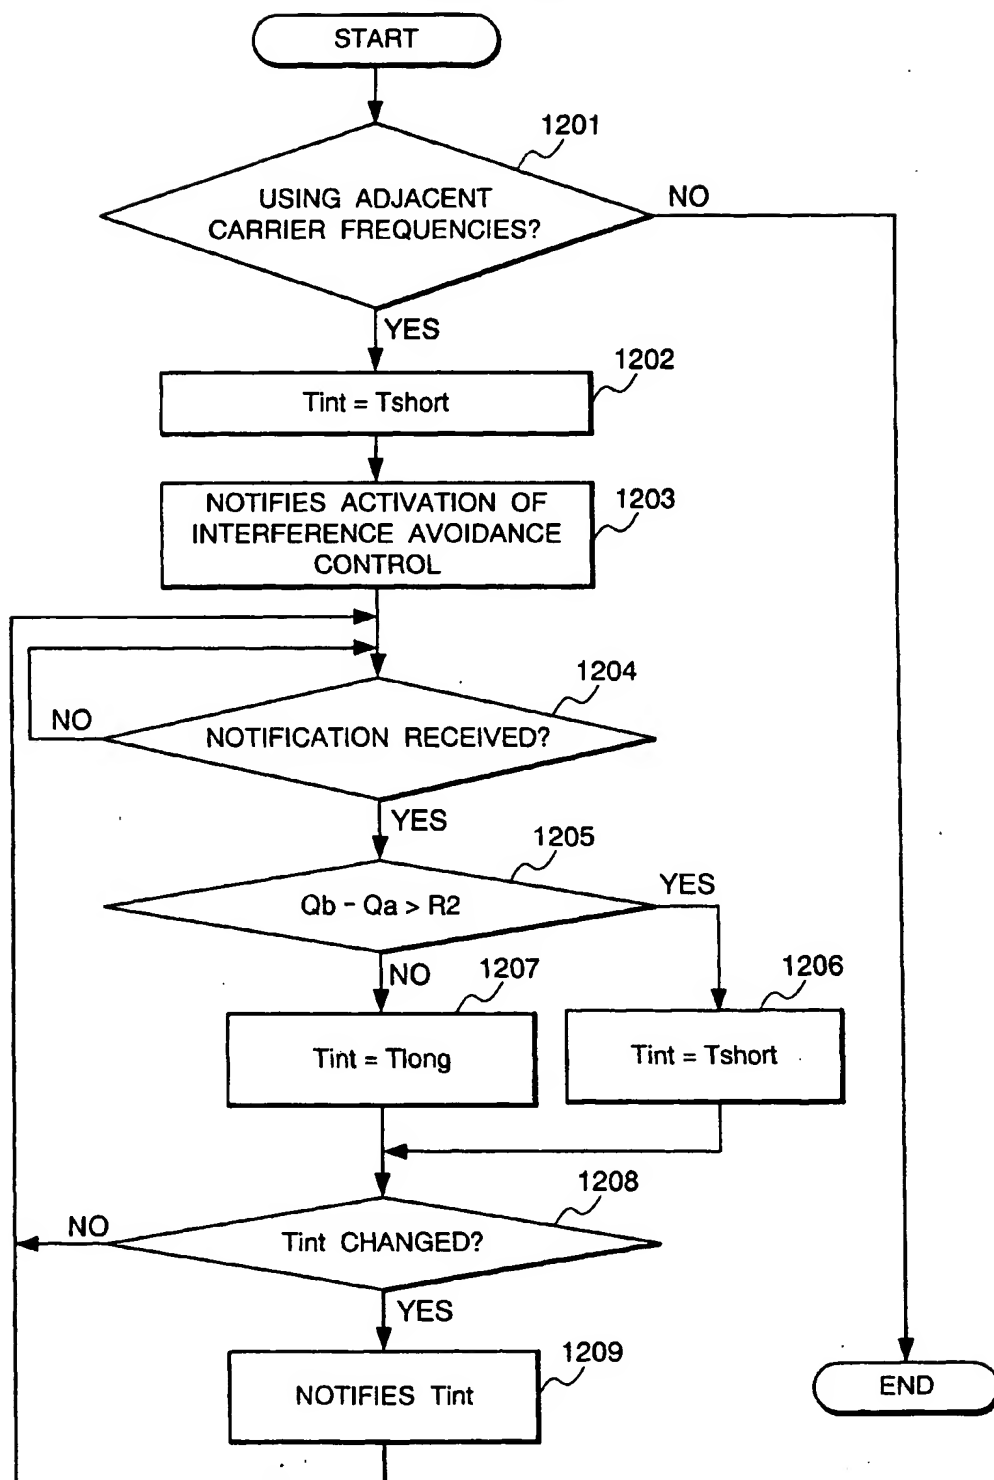 START
1201
USING ADJACENT
CARRIER FREQUENCIES?
NO
YES
1202
Tint = Tshort
1203
NOTIFIES ACTIVATION OF
INTERFERENCE AVOIDANCE
CONTROL
1204
NO
NOTIFICATION RECEIVED?
YES
1205
YES
Qb - Qa > R2
NO
1207
1206
Tint = Tlong
Tint = Tshort
1208
NO
Tint CHANGED?
YES
1209
NOTIFIES Tint
END